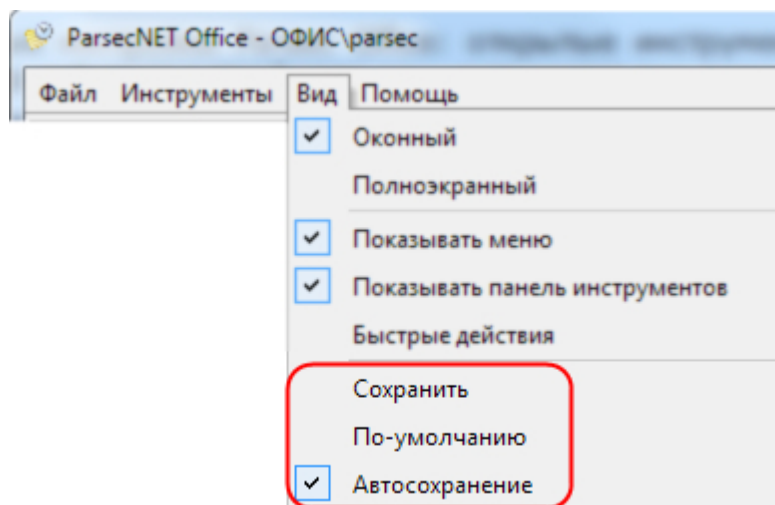 ParsecNET Office - ОФИС\parsec
Файл Инструменты Вид Помощь
Оконный
Полноэкранный
Показывать меню
Показывать панель инструментов
Быстрые действия
Сохранить
По-умолчанию
Автосохранение